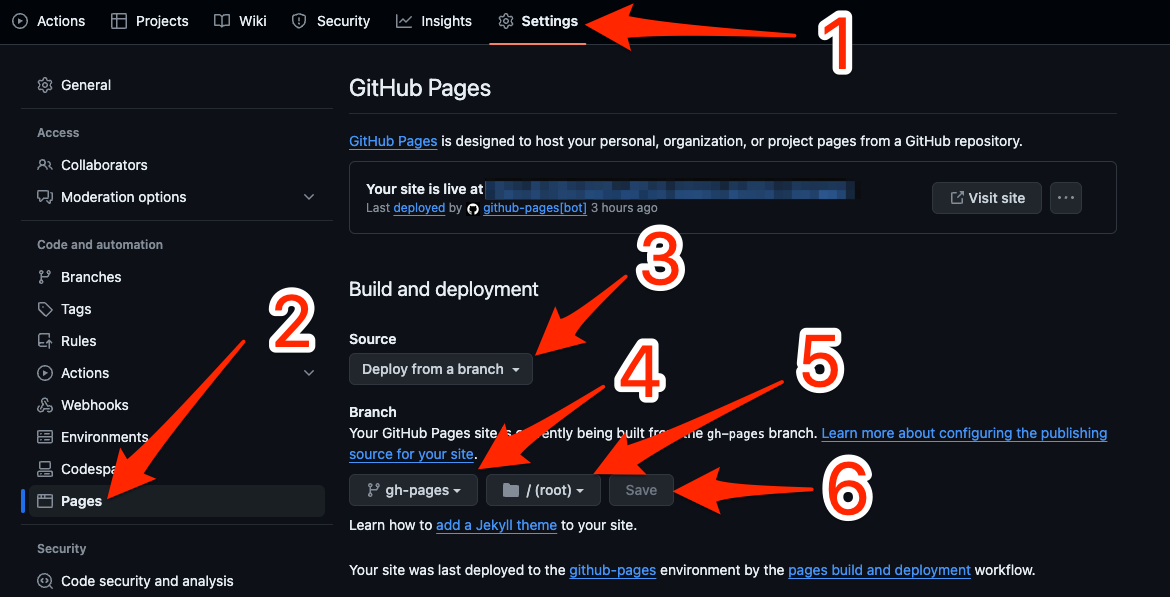 Actions Projects Wiki Security Insights Settings
1
General
Access
Collaborators
Moderation options
Code and automation
Branches
Tags
Rules
Actions
Webhooks
Environments
Codespa
Pages
2
Security
Code security and analysis
GitHub Pages
GitHub Pages is designed to host your personal, organization, or project pages from a GitHub repository.
Your site is live at
Last deployed by github-pages[bot] 3 hours ago
Visit site
Build and deployment
3
Source
Deploy from a branch
4
5
Branch
Your GitHub Pages site is currently being built from the gh-pages branch. Learn more about configuring the publishing
source for your site.
gh-pages / (root) Save
6
Learn how to add a Jekyll theme to your site.
Your site was last deployed to the github-pages environment by the pages build and deployment workflow.